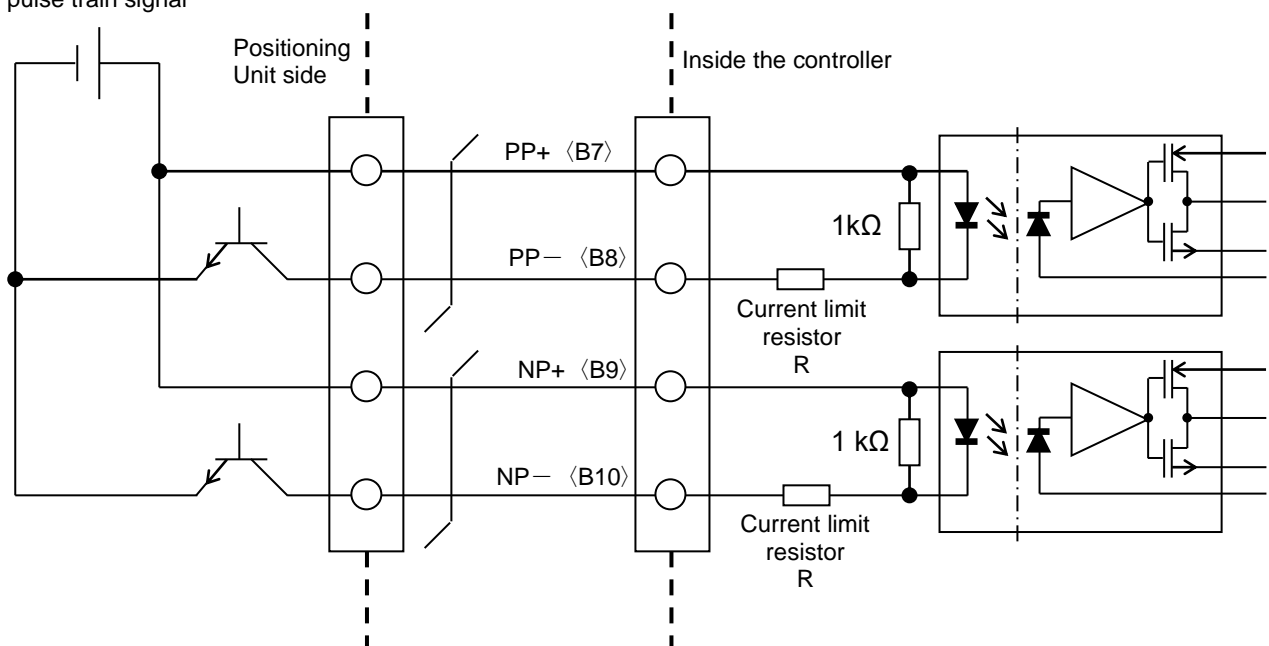 pulse train signal
Positioning
Unit side
Inside the controller
PP+〈B7〉
1kΩ
PP－〈B8〉
Current limit
resistor
R
NP+〈B9〉
1 kΩ
NP－〈B10〉
Current limit
resistor
R